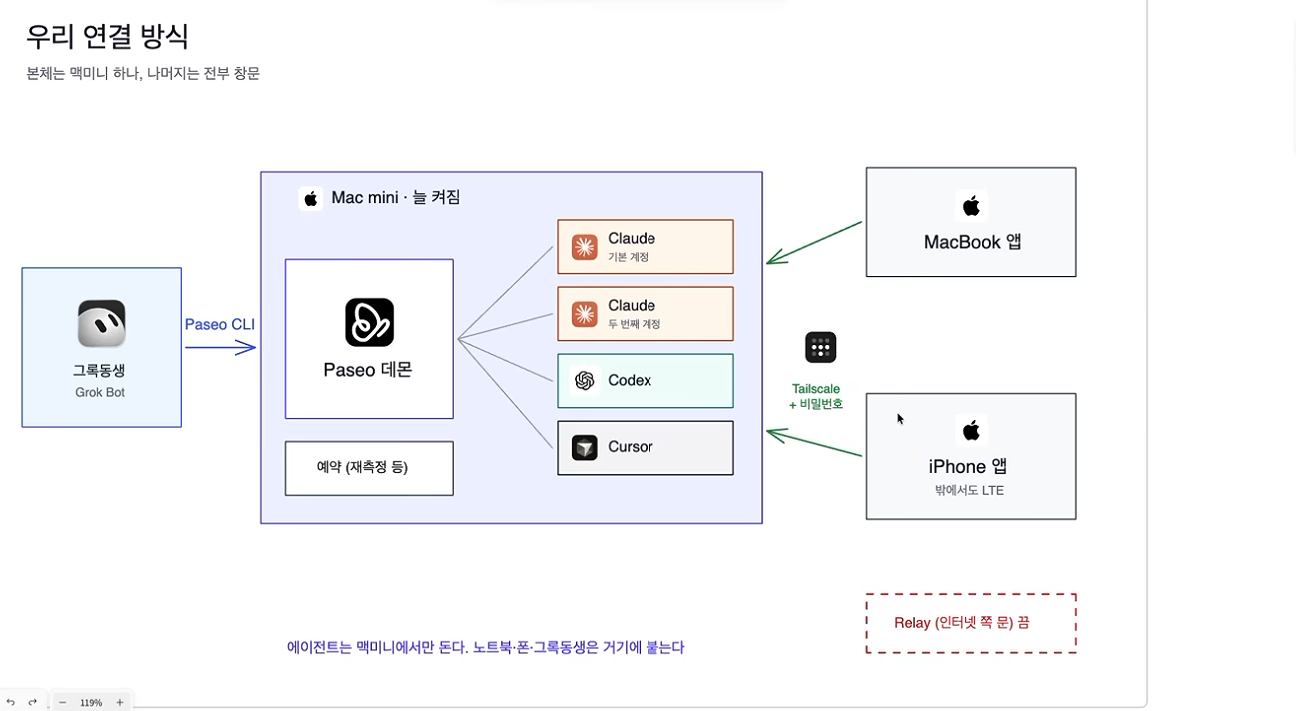 우리 연결 방식
본체는 맥미니 하나, 나머지는 전부 창문
Mac mini · 늘 켜짐
그록동생
Grok Bot
Paseo CLI
Paseo 데몬
예약 (재측정 등)
Claude
기본 계정
Claude
두 번째 계정
Codex
Cursor
Tailscale
+ 비밀번호
MacBook 앱
iPhone 앱
밖에서도 LTE
Relay (인터넷 쪽 문) 끔
에이전트는 맥미니에서만 돈다. 노트북·폰·그록동생은 거기에 붙는다
119%